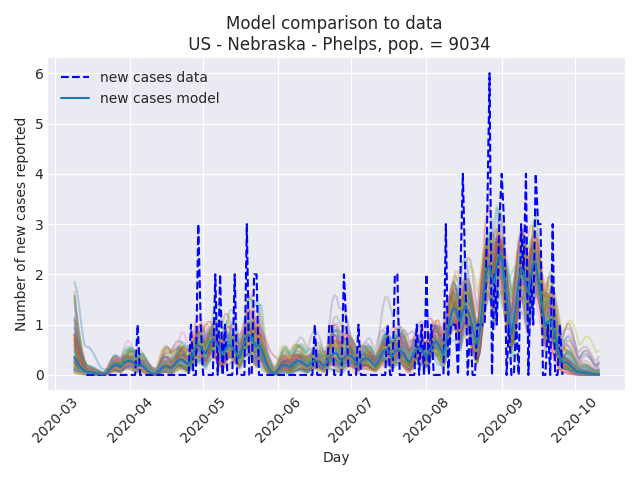 Model comparison to data
US - Nebraska - Phelps, pop. = 9034
new cases data
new cases model
Number of new cases reported
6
5
4
3
2
1
0
2020-03
2020-04
2020-05
2020-06
2020-07
2020-08
2020-09
2020-10
Day